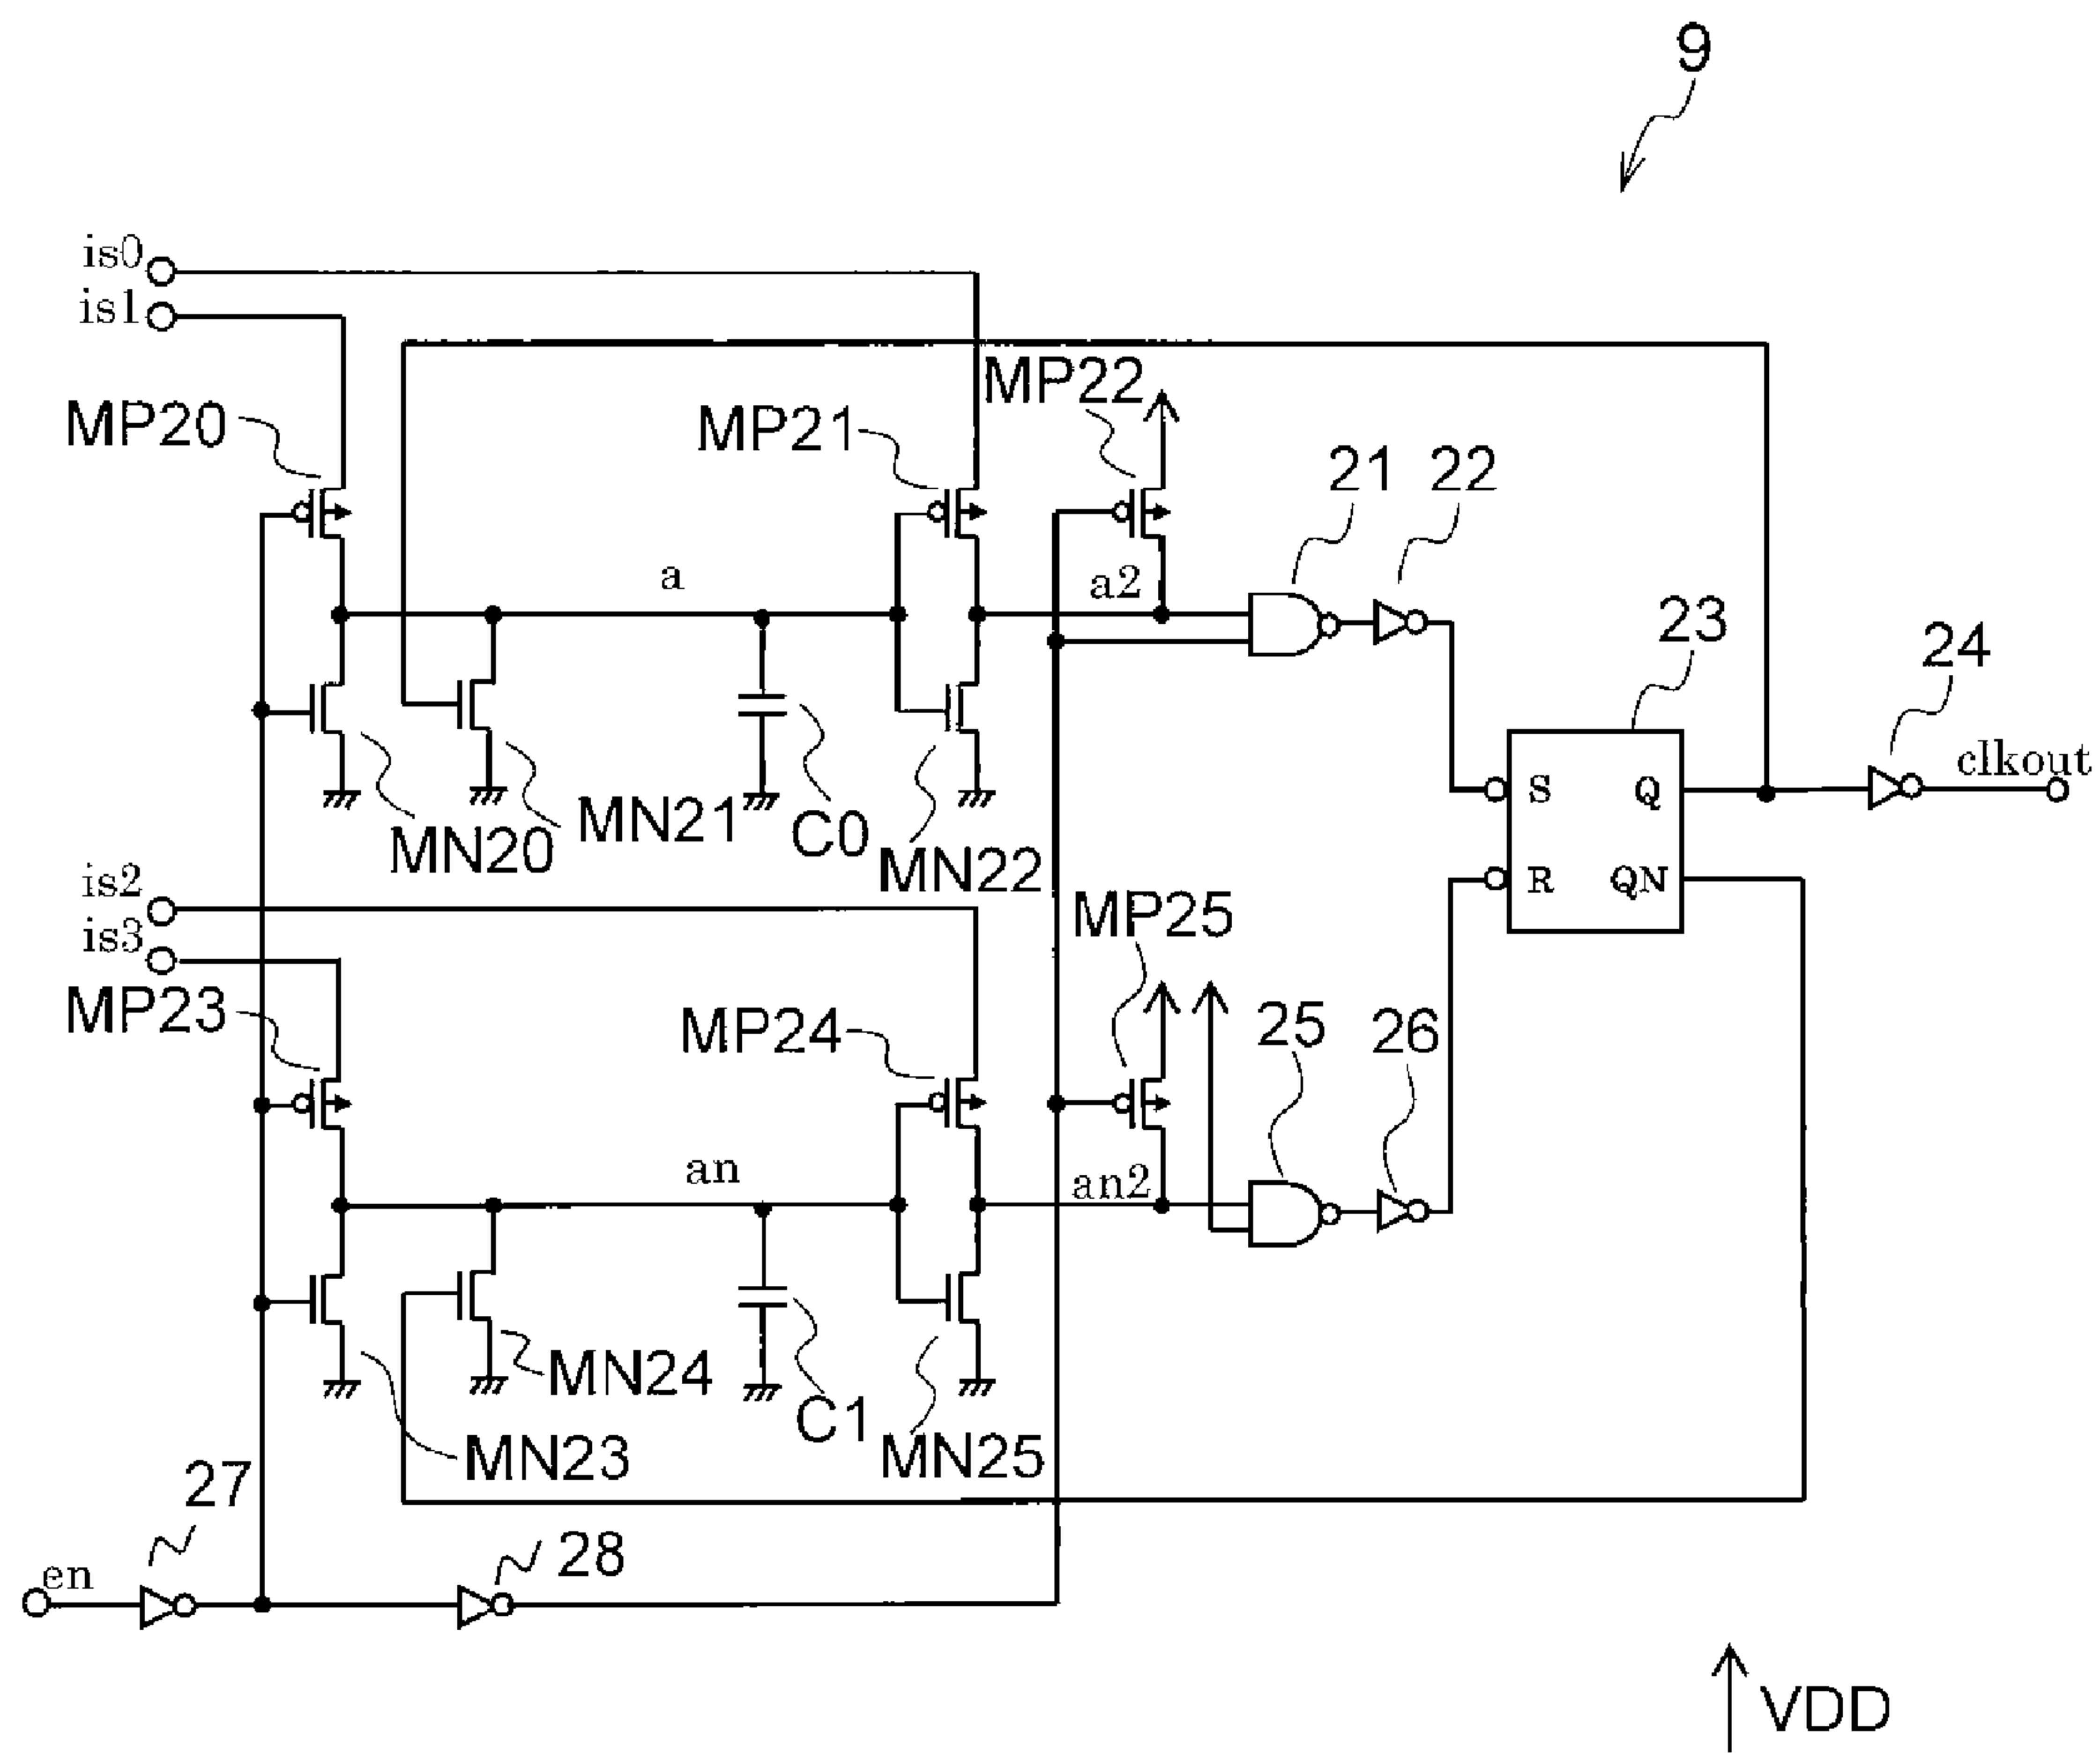 9
is0
is1
MP22
MP20
MP21
21
22
a
a2
23
24
S
Q
clkout
MN21
C0
MN20
MN22
is2
R
QN
is3
MP25
MP23
MP24
25
26
an
an2
MN24
C1
MN23
MN25
27
28
en
VDD